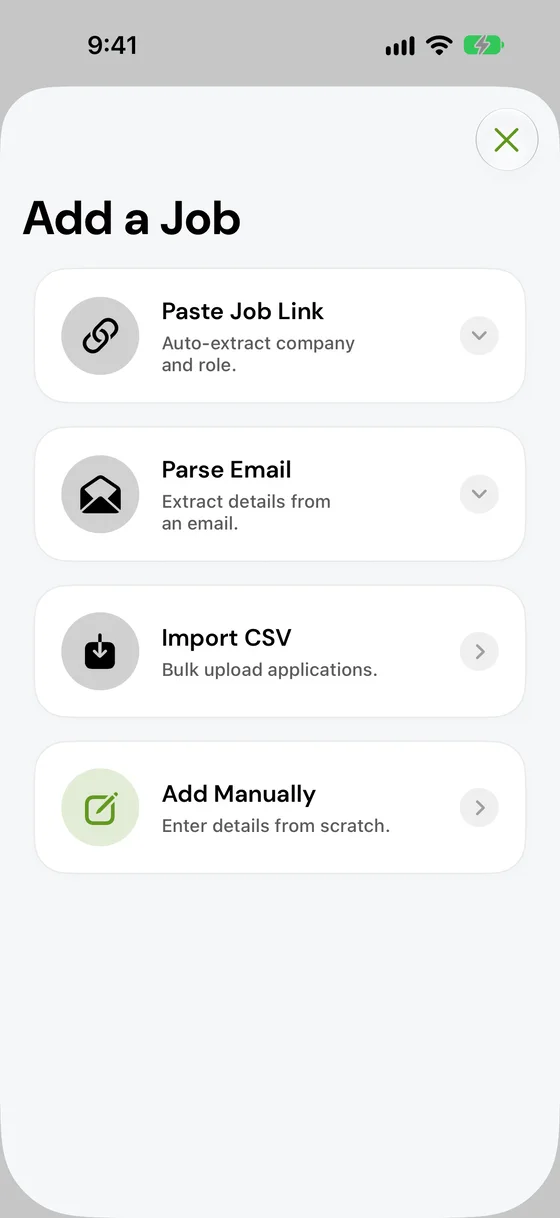 9:41
Add a Job
Paste Job Link
Auto-extract company
and role.
Parse Email
Extract details from
an email.
Import CSV
Bulk upload applications.
Add Manually
Enter details from scratch.